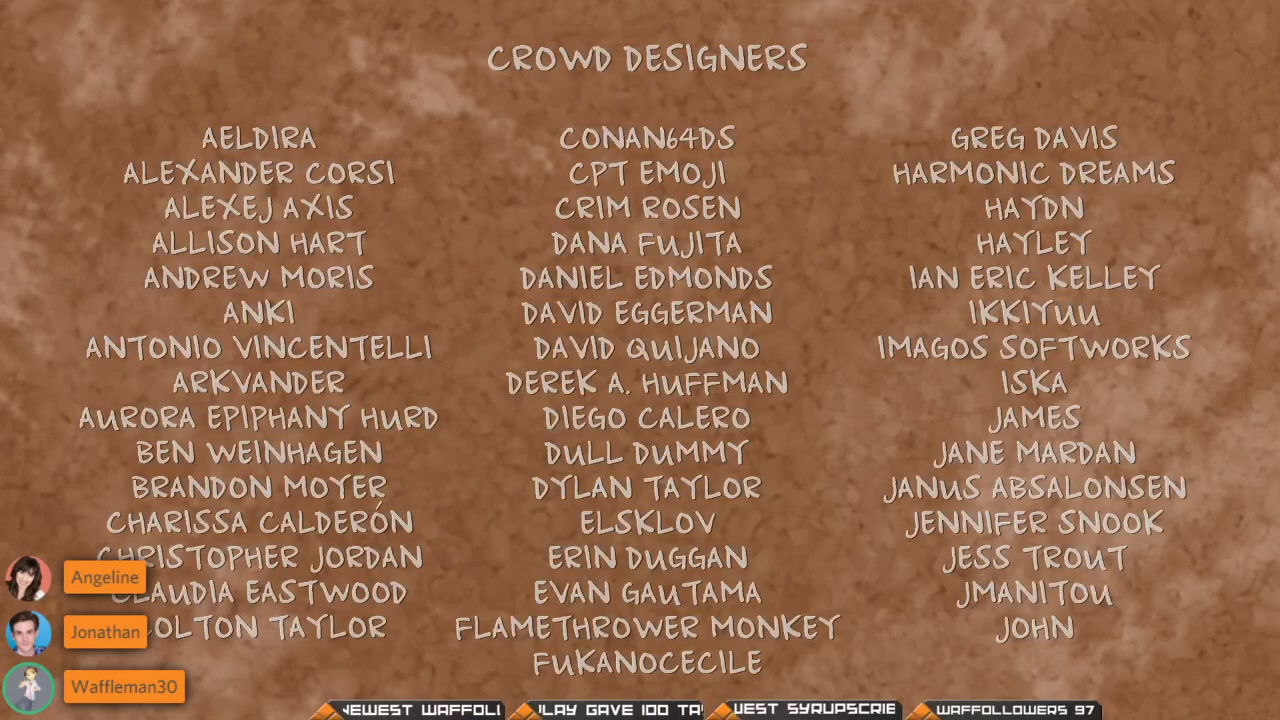 CROWD DESIGNERS
AELDIRA
ALEXANDER CORSI
ALEXEJ AXIS
ALLISON HART
ANDREW MORIS
ANKI
ANTONIO VINCENTELLI
ARKVANDER
AURORA EPIPHANY HURD
BEN WEINHAGEN
BRANDON MOYER
CHARISSA CALDERÓN
CHRISTOPHER JORDAN
CLAUDIA EASTWOOD
COLTON TAYLOR
CONAN64DS
CPT EMOJI
CRIM ROSEN
DANA FUJITA
DANIEL EDMONDS
DAVID EGGERMAN
DAVID QUIJANO
DEREK A. HUFFMAN
DIEGO CALERO
DULL DUMMY
DYLAN TAYLOR
ELSKLOV
ERIN DUGGAN
EVAN GAUTAMA
FLAMETHROWER MONKEY
FUKANOCECILE
GREG DAVIS
HARMONIC DREAMS
HAYDN
HAYLEY
IAN ERIC KELLEY
IKKIYUU
IMAGOS SOFTWORKS
ISKA
JAMES
JANE MARDAN
JANUS ABSALONSEN
JENNIFER SNOOK
JESS TROUT
JMANITOU
JOHN
Angeline
Jonathan
Waffleman30
GAVE 100
SYRUPSCRIE
WAFFOLLOWERS 97